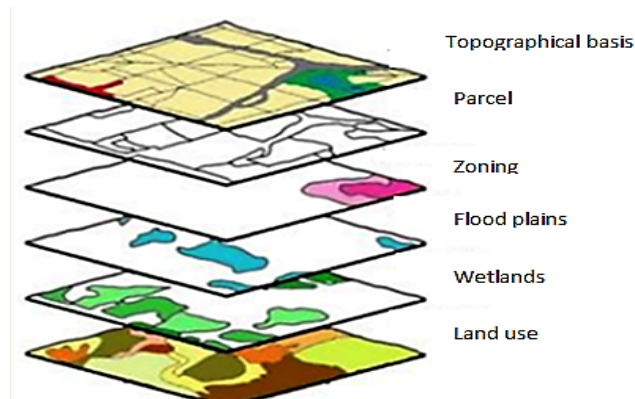 Topographical basis
Parcel
Zoning
Flood plains
Wetlands
Land use